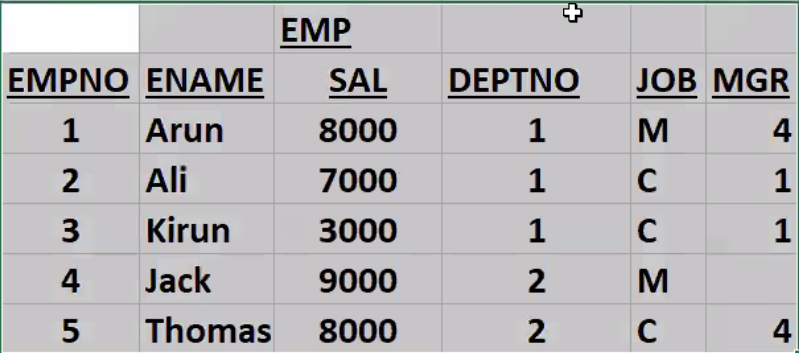 EMP
EMPNO ENAME SAL DEPTNO JOB MGR
1 Arun 8000 1 M 4
2 Ali 7000 1 C 1
3 Kirun 3000 1 C 1
4 Jack 9000 2 M
5 Thomas 8000 2 C 4